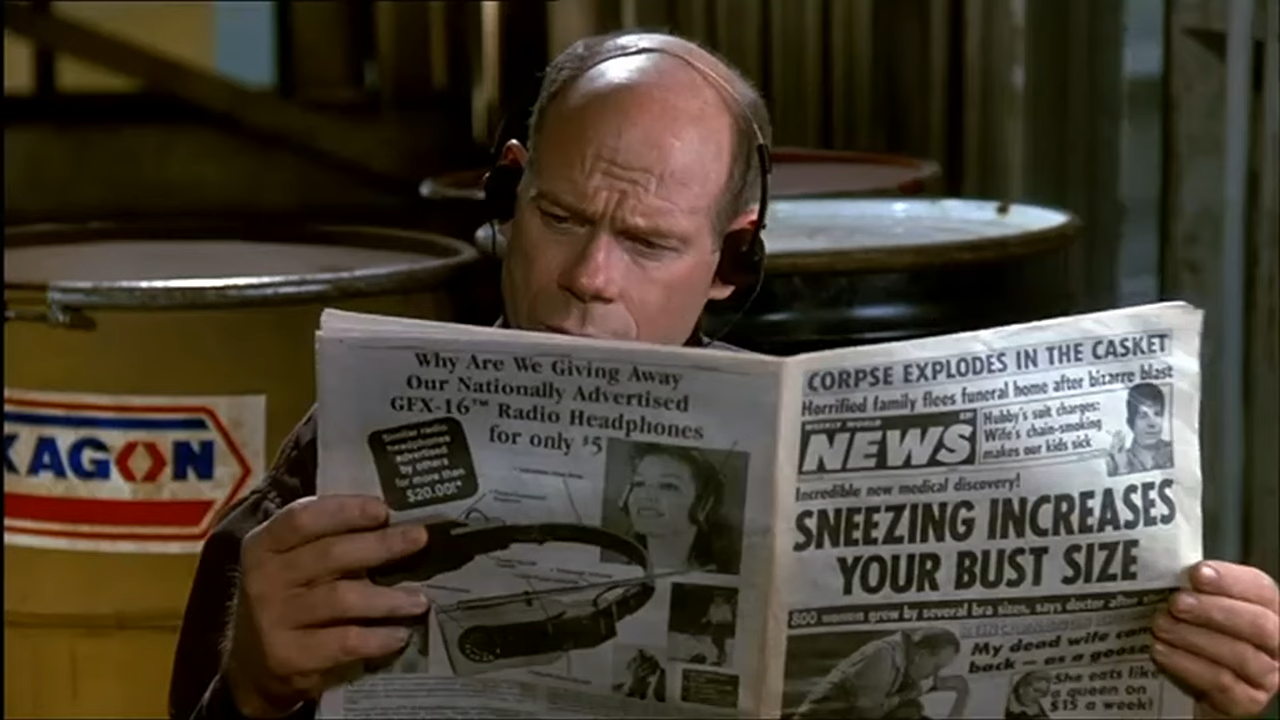 KAGON
Why Are We Giving Away
Our Nationally Advertised
GFX-16™ Radio Headphones
for only $5
Similar radio
headphones
advertised
by others
for more than
$20.00!*
CORPSE EXPLODES IN THE CASKET
Horrified family flees funeral home after bizarre blast
WEEKLY WORLD
NEWS
Hubby's suit charges:
Wife's chain-smoking
makes our kids sick
Incredible new medical discovery!
SNEEZING INCREASES
YOUR BUST SIZE
800 women grew by several bra sizes, says doctor after
My dead wife came
back — as a goose
She eats like
a queen on
$15 a week!